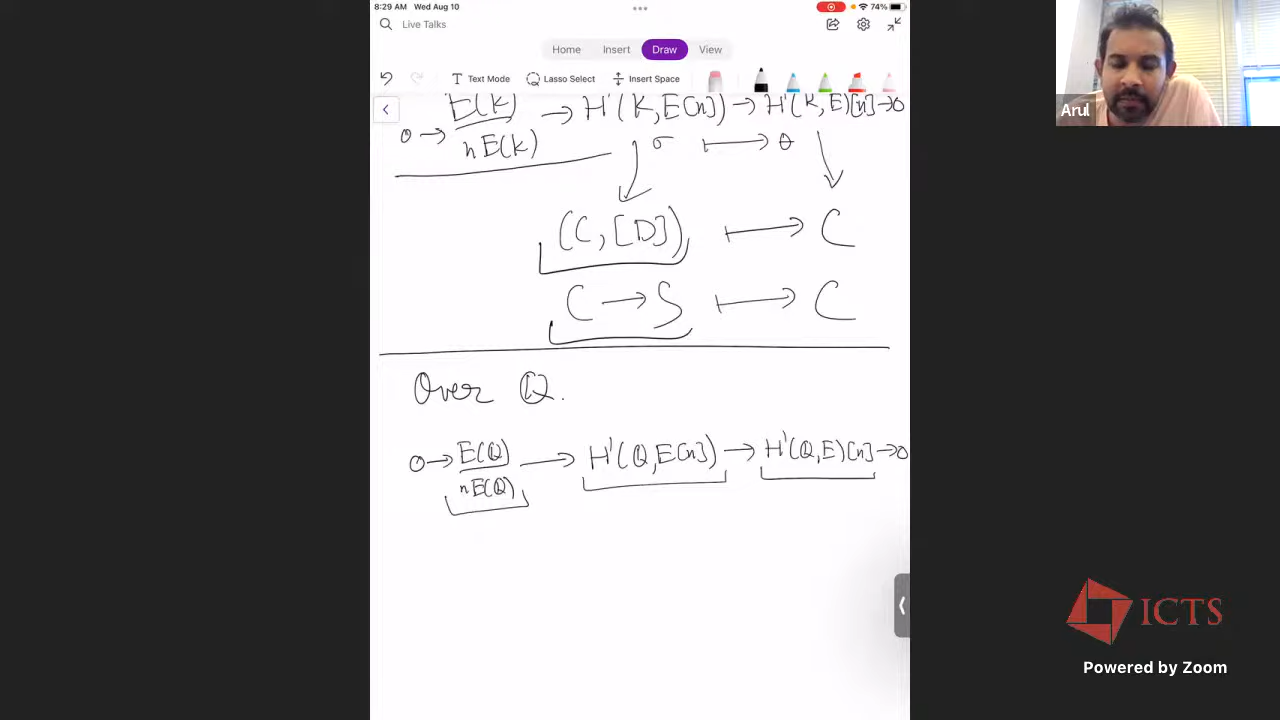 8:29 AM Wed Aug 10
74%
Live Talks
Home Insert Draw View
Text Mode Lasso Select Insert Space
0 → E(K)/nE(K) → H¹(K,E[n]) → H¹(K,E)[n] → 0
σ ⟼ θ
(C,[D]) ⟼ C
C → S ⟼ C
Over Q.
0 → E(Q)/nE(Q) → H¹(Q,E[n]) → H¹(Q,E)[n] → 0
Arul
ICTS
Powered by Zoom